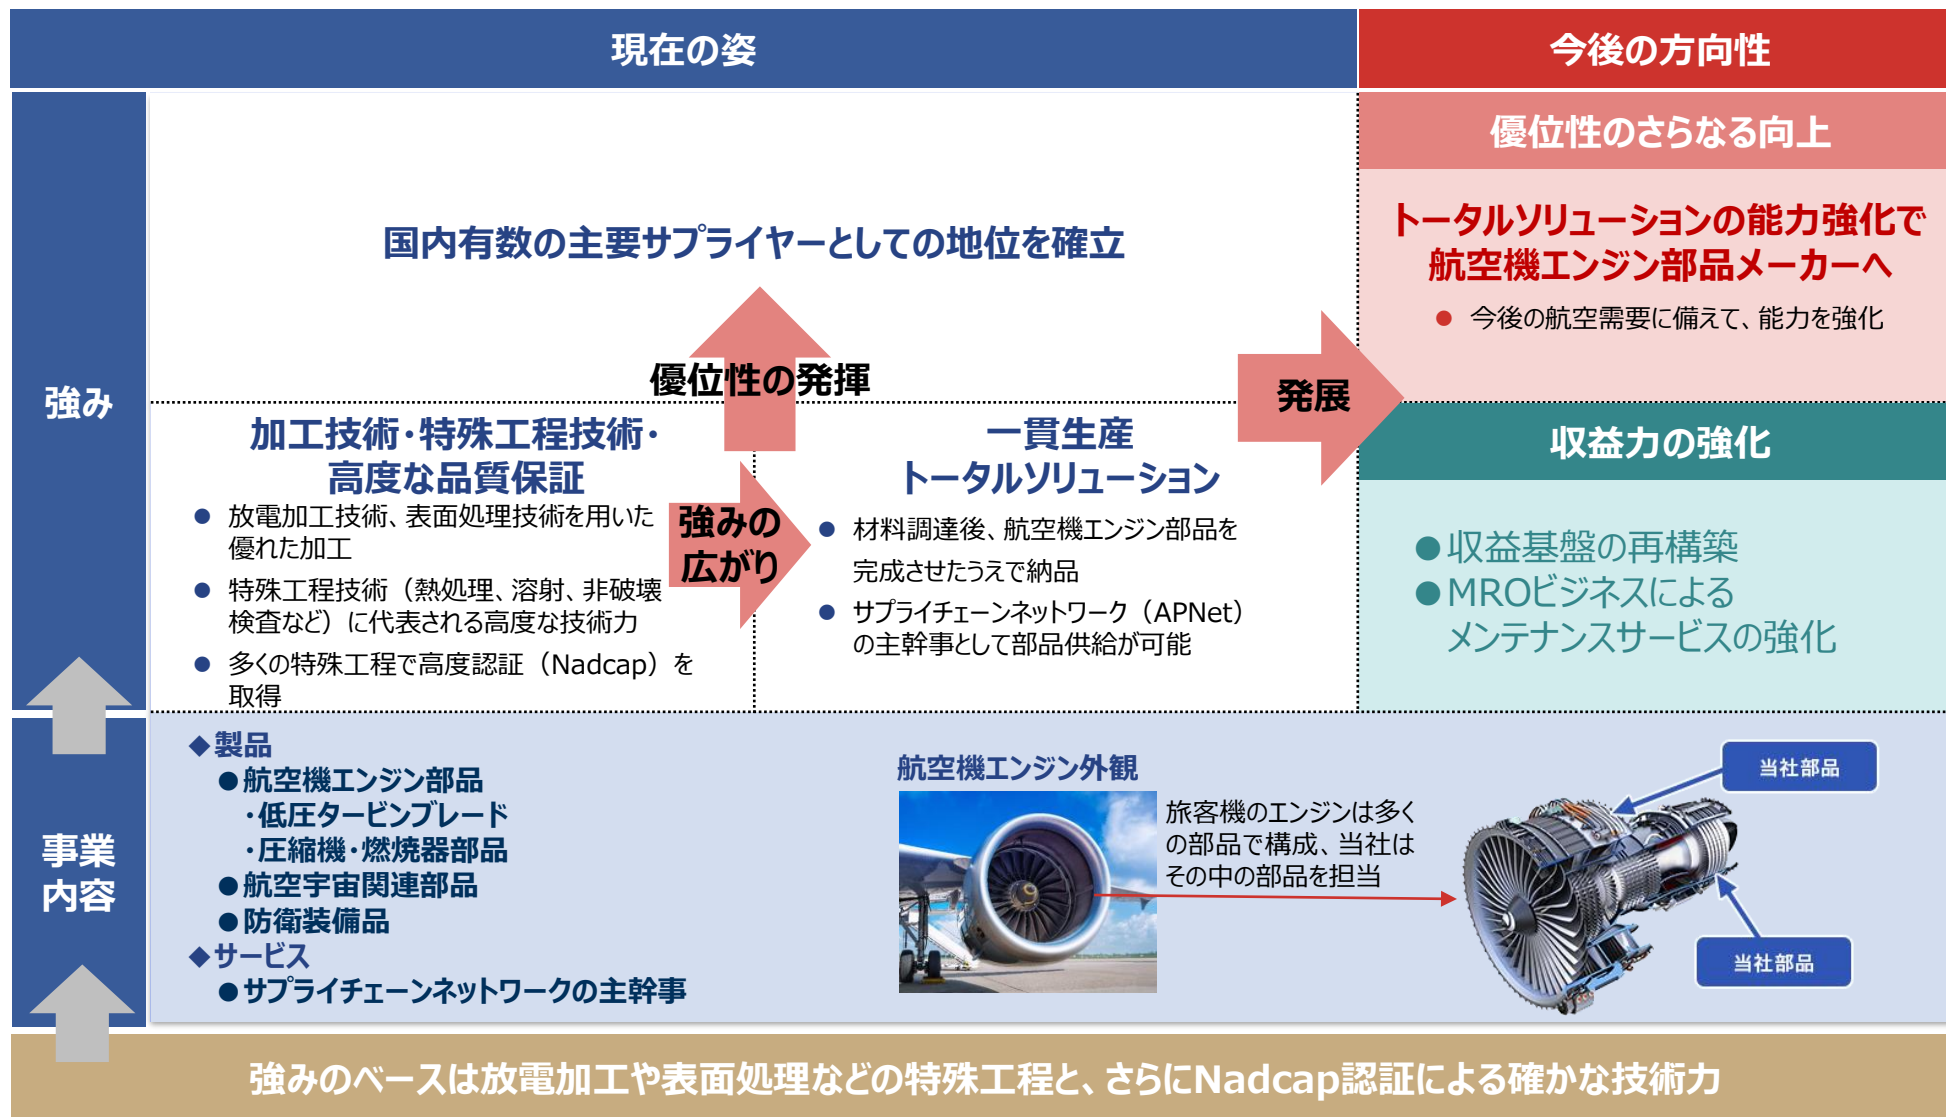 現在の姿
今後の方向性
強み
国内有数の主要サプライヤーとしての地位を確立
優位性の発揮
加工技術・特殊工程技術・
高度な品質保証
● 放電加工技術、表面処理技術を用いた
優れた加工
● 特殊工程技術（熱処理、溶射、非破壊
検査など）に代表される高度な技術力
● 多くの特殊工程で高度認証（Nadcap）を
取得
強みの
広がり
一貫生産
トータルソリューション
● 材料調達後、航空機エンジン部品を
完成させたうえで納品
● サプライチェーンネットワーク（APNet）
の主幹事として部品供給が可能
発展
優位性のさらなる向上
トータルソリューションの能力強化で
航空機エンジン部品メーカーへ
● 今後の航空需要に備えて、能力を強化
収益力の強化
●収益基盤の再構築
●MROビジネスによる
メンテナンスサービスの強化
事業
内容
◆製品
●航空機エンジン部品
・低圧タービンブレード
・圧縮機・燃焼器部品
●航空宇宙関連部品
●防衛装備品
◆サービス
●サプライチェーンネットワークの主幹事
航空機エンジン外観
旅客機のエンジンは多く
の部品で構成、当社は
その中の部品を担当
当社部品
当社部品
強みのベースは放電加工や表面処理などの特殊工程と、さらにNadcap認証による確かな技術力